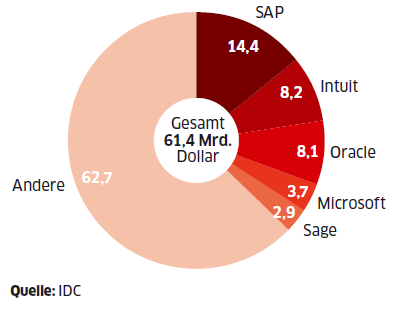 SAP
14,4
Intuit
8,2
Oracle
8,1
Microsoft
3,7
Sage
2,9
Andere
62,7
Gesamt
61,4 Mrd.
Dollar
Quelle: IDC